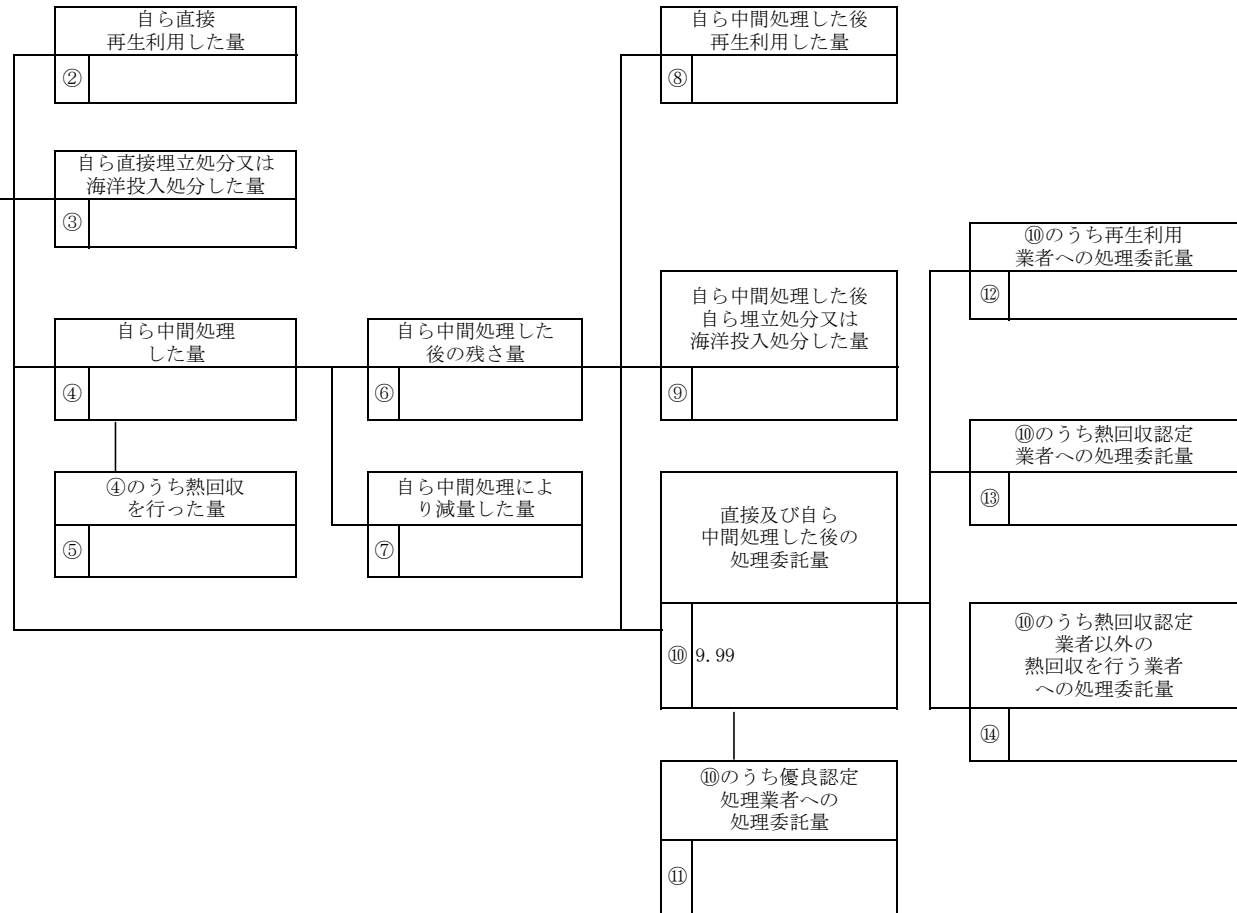 自ら直接
再生利用した量
②
自ら中間処理した後
再生利用した量
⑧
自ら直接埋立処分又は
海洋投入処分した量
③
⑩のうち再生利用
業者への処理委託量
⑫
自ら中間処理
した量
④
自ら中間処理した
後の残さ量
⑥
自ら中間処理した後
自ら埋立処分又は
海洋投入処分した量
⑨
⑩のうち熱回収認定
業者への処理委託量
⑬
④のうち熱回収
を行った量
⑤
自ら中間処理によ
り減量した量
⑦
直接及び自ら
中間処理した後の
処理委託量
⑩ 9.99
⑩のうち熱回収認定
業者以外の
熱回収を行う業者
への処理委託量
⑭
⑩のうち優良認定
処理業者への
処理委託量
⑪